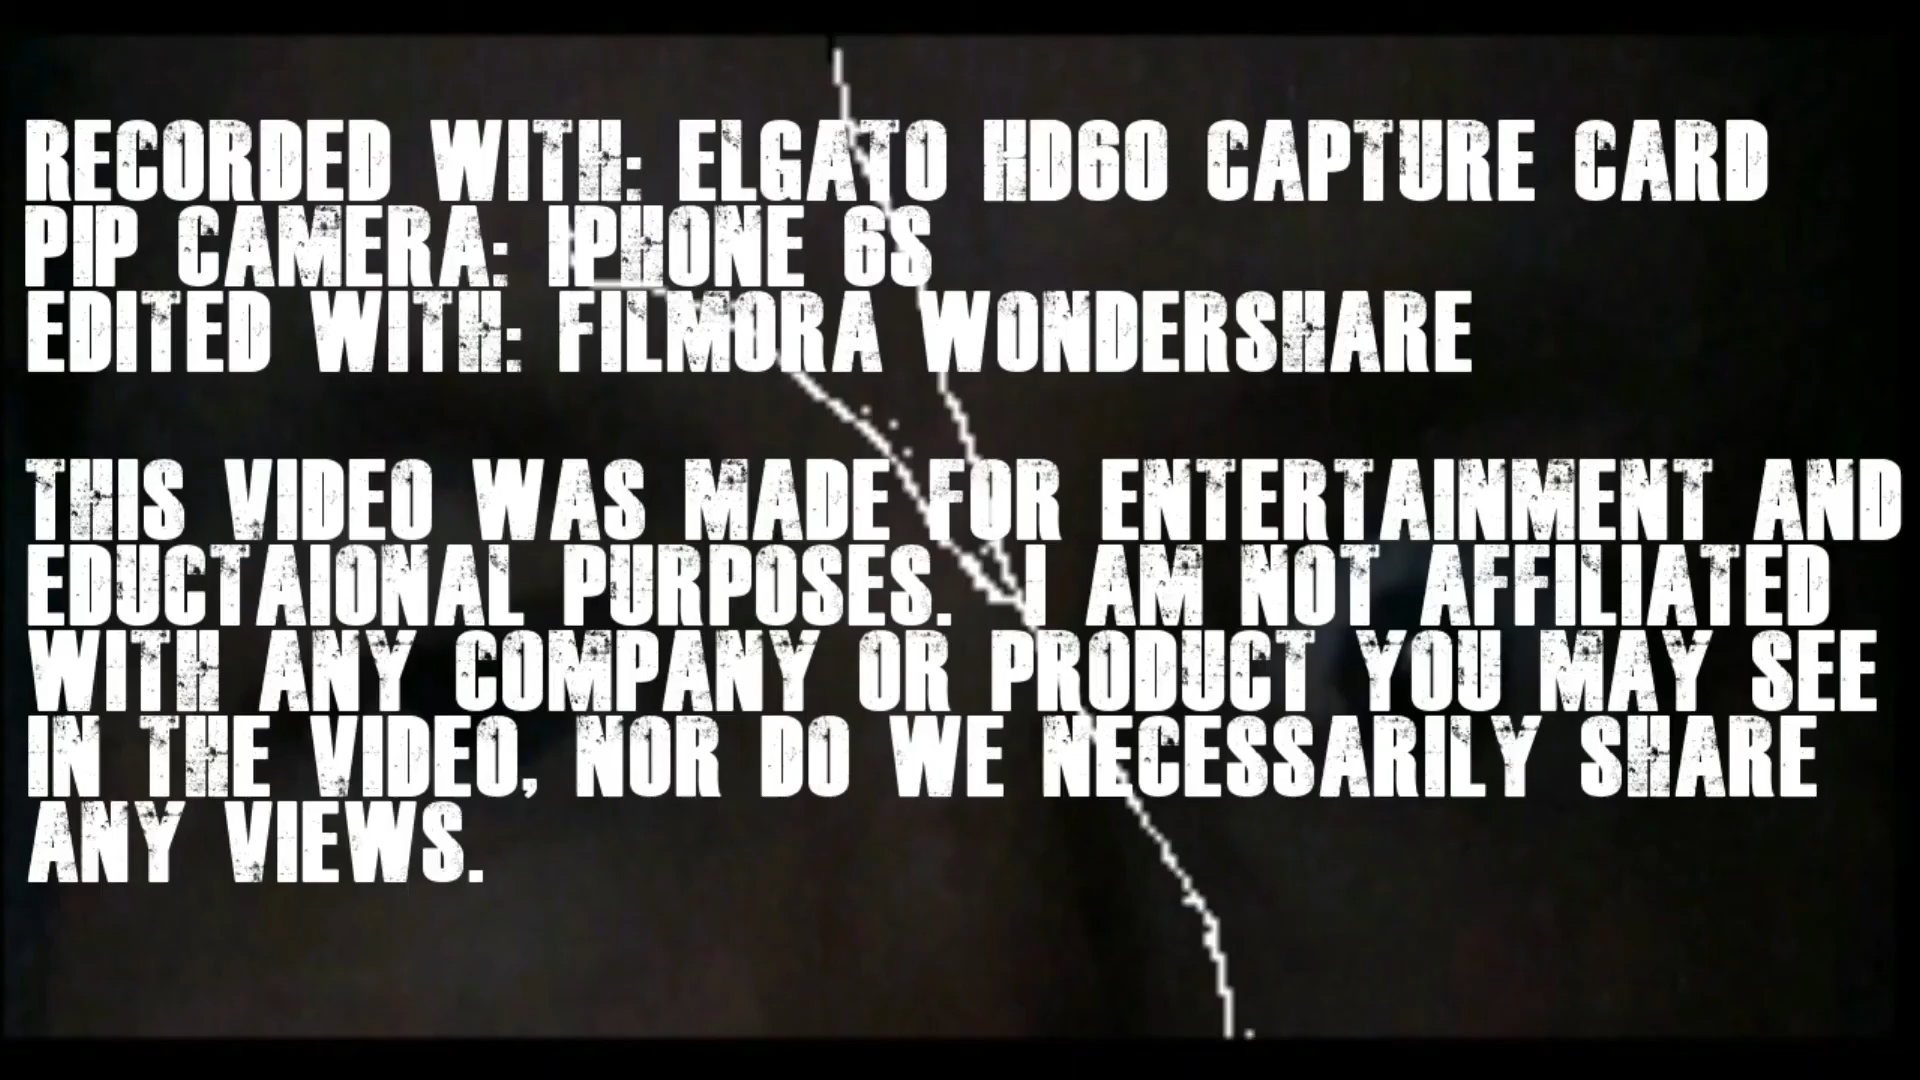 RECORDED WITH: ELGATO HD60 CAPTURE CARD
PIP CAMERA: IPHONE 6S
EDITED WITH: FILMORA WONDERSHARE
THIS VIDEO WAS MADE FOR ENTERTAINMENT AND
EDUCTAIONAL PURPOSES. I AM NOT AFFILIATED
WITH ANY COMPANY OR PRODUCT YOU MAY SEE
IN THE VIDEO, NOR DO WE NECESSARILY SHARE
ANY VIEWS.